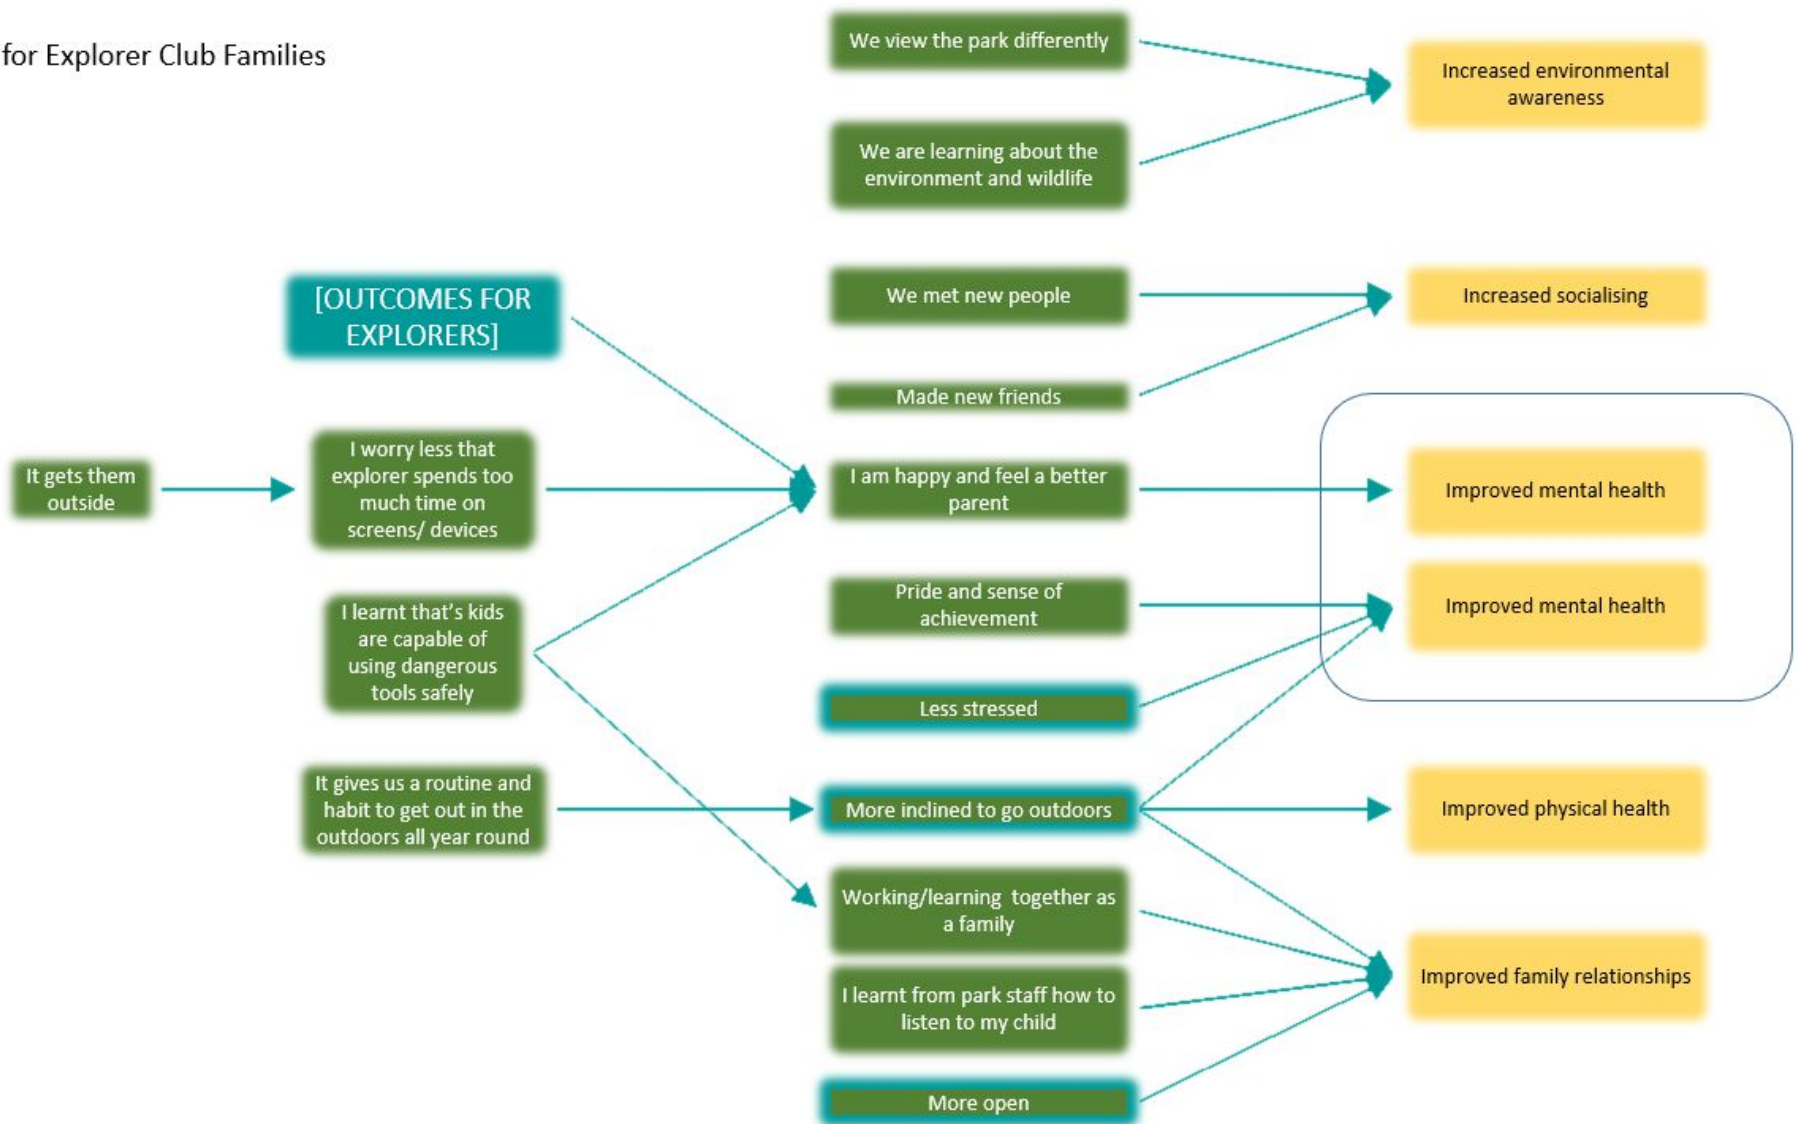 for Explorer Club Families
We view the park differently
Increased environmental
awareness
We are learning about the
environment and wildlife
[OUTCOMES FOR
EXPLORERS]
We met new people
Increased socialising
Made new friends
It gets them
outside
I worry less that
explorer spends too
much time on
screens/ devices
I am happy and feel a better
parent
Improved mental health
I learnt that's kids
are capable of
using dangerous
tools safely
Pride and sense of
achievement
Improved mental health
Less stressed
It gives us a routine and
habit to get out in the
outdoors all year round
More inclined to go outdoors
Improved physical health
Working/learning  together as
a family
I learnt from park staff how to
listen to my child
Improved family relationships
More open